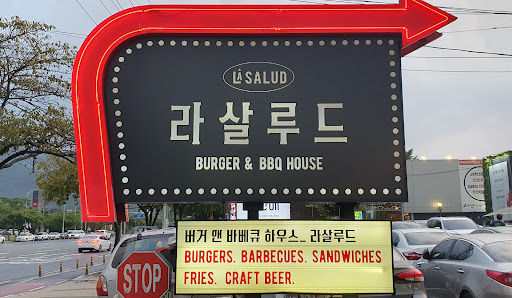 LA SALUD
라살루드
BURGER & BBQ HOUSE
버거 앤 바베큐 하우스_ 라살루드
BURGERS. BARBECUES. SANDWICHES
FRIES. CRAFT BEER.
STOP